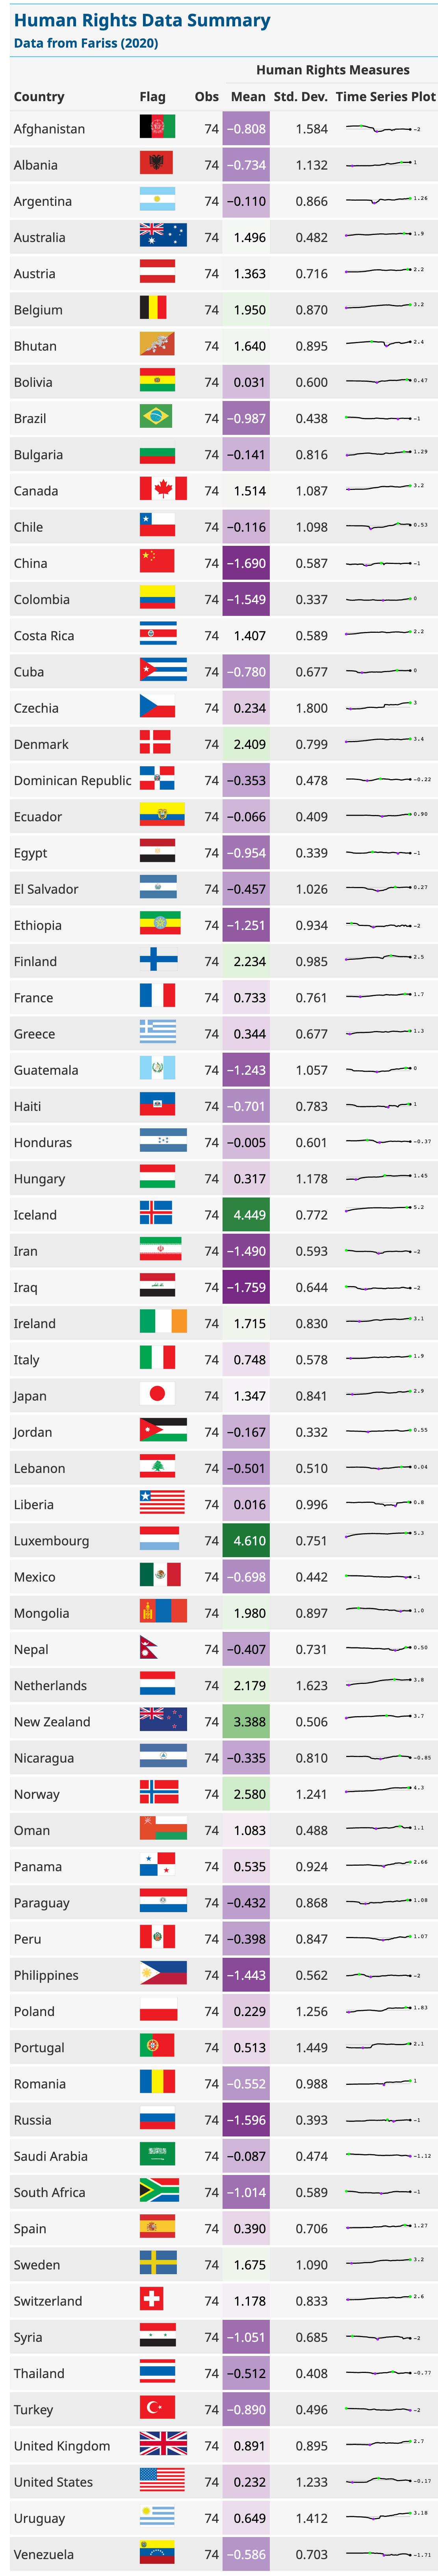 Human Rights Data Summary
Data from Fariss (2020)
Human Rights Measures
Country Flag Obs Mean Std. Dev. Time Series Plot
Afghanistan 74 −0.808 1.584 −2
Albania 74 −0.734 1.132 1
Argentina 74 −0.110 0.866 1.26
Australia 74 1.496 0.482 1.9
Austria 74 1.363 0.716 2.2
Belgium 74 1.950 0.870 3.2
Bhutan 74 1.640 0.895 2.4
Bolivia 74 0.031 0.600 0.47
Brazil 74 −0.987 0.438 −1
Bulgaria 74 −0.141 0.816 1.29
Canada 74 1.514 1.087 3.2
Chile 74 −0.116 1.098 0.53
China 74 −1.690 0.587 −1
Colombia 74 −1.549 0.337 0
Costa Rica 74 1.407 0.589 2.2
Cuba 74 −0.780 0.677 0
Czechia 74 0.234 1.800 3
Denmark 74 2.409 0.799 3.4
Dominican Republic 74 −0.353 0.478 −0.22
Ecuador 74 −0.066 0.409 0.90
Egypt 74 −0.954 0.339 −1
El Salvador 74 −0.457 1.026 0.27
Ethiopia 74 −1.251 0.934 −2
Finland 74 2.234 0.985 2.5
France 74 0.733 0.761 1.7
Greece 74 0.344 0.677 1.3
Guatemala 74 −1.243 1.057 0
Haiti 74 −0.701 0.783 1
Honduras 74 −0.005 0.601 −0.37
Hungary 74 0.317 1.178 1.45
Iceland 74 4.449 0.772 5.2
Iran 74 −1.490 0.593 −2
Iraq 74 −1.759 0.644 −2
Ireland 74 1.715 0.830 3.1
Italy 74 0.748 0.578 1.9
Japan 74 1.347 0.841 2.9
Jordan 74 −0.167 0.332 0.55
Lebanon 74 −0.501 0.510 0.04
Liberia 74 0.016 0.996 0.8
Luxembourg 74 4.610 0.751 5.3
Mexico 74 −0.698 0.442 −1
Mongolia 74 1.980 0.897 1.0
Nepal 74 −0.407 0.731 0.50
Netherlands 74 2.179 1.623 3.8
New Zealand 74 3.388 0.506 3.7
Nicaragua 74 −0.335 0.810 −0.85
Norway 74 2.580 1.241 4.3
Oman 74 1.083 0.488 1.1
Panama 74 0.535 0.924 2.66
Paraguay 74 −0.432 0.868 1.08
Peru 74 −0.398 0.847 1.07
Philippines 74 −1.443 0.562 −2
Poland 74 0.229 1.256 1.83
Portugal 74 0.513 1.449 2.1
Romania 74 −0.552 0.988 1
Russia 74 −1.596 0.393 −1
Saudi Arabia 74 −0.087 0.474 −1.12
South Africa 74 −1.014 0.589 −1
Spain 74 0.390 0.706 1.27
Sweden 74 1.675 1.090 3.2
Switzerland 74 1.178 0.833 2.6
Syria 74 −1.051 0.685 −2
Thailand 74 −0.512 0.408 −0.77
Turkey 74 −0.890 0.496 −2
United Kingdom 74 0.891 0.895 2.7
United States 74 0.232 1.233 −0.17
Uruguay 74 0.649 1.412 3.18
Venezuela 74 −0.586 0.703 −1.71